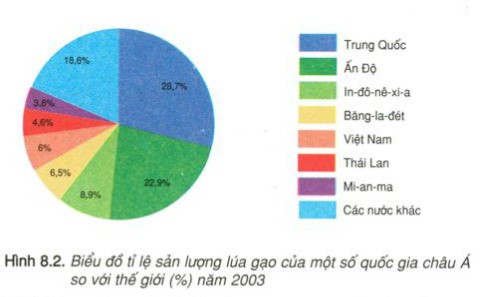 18,6%
28,7%
3,8%
4,6%
6%
6,5%
8,9%
22,9%
Trung Quốc
Ấn Độ
In-đô-nê-xi-a
Băng-la-đét
Việt Nam
Thái Lan
Mi-an-ma
Các nước khác
Hình 8.2. Biểu đồ tỉ lệ sản lượng lúa gạo của một số quốc gia châu Á
so với thế giới (%) năm 2003